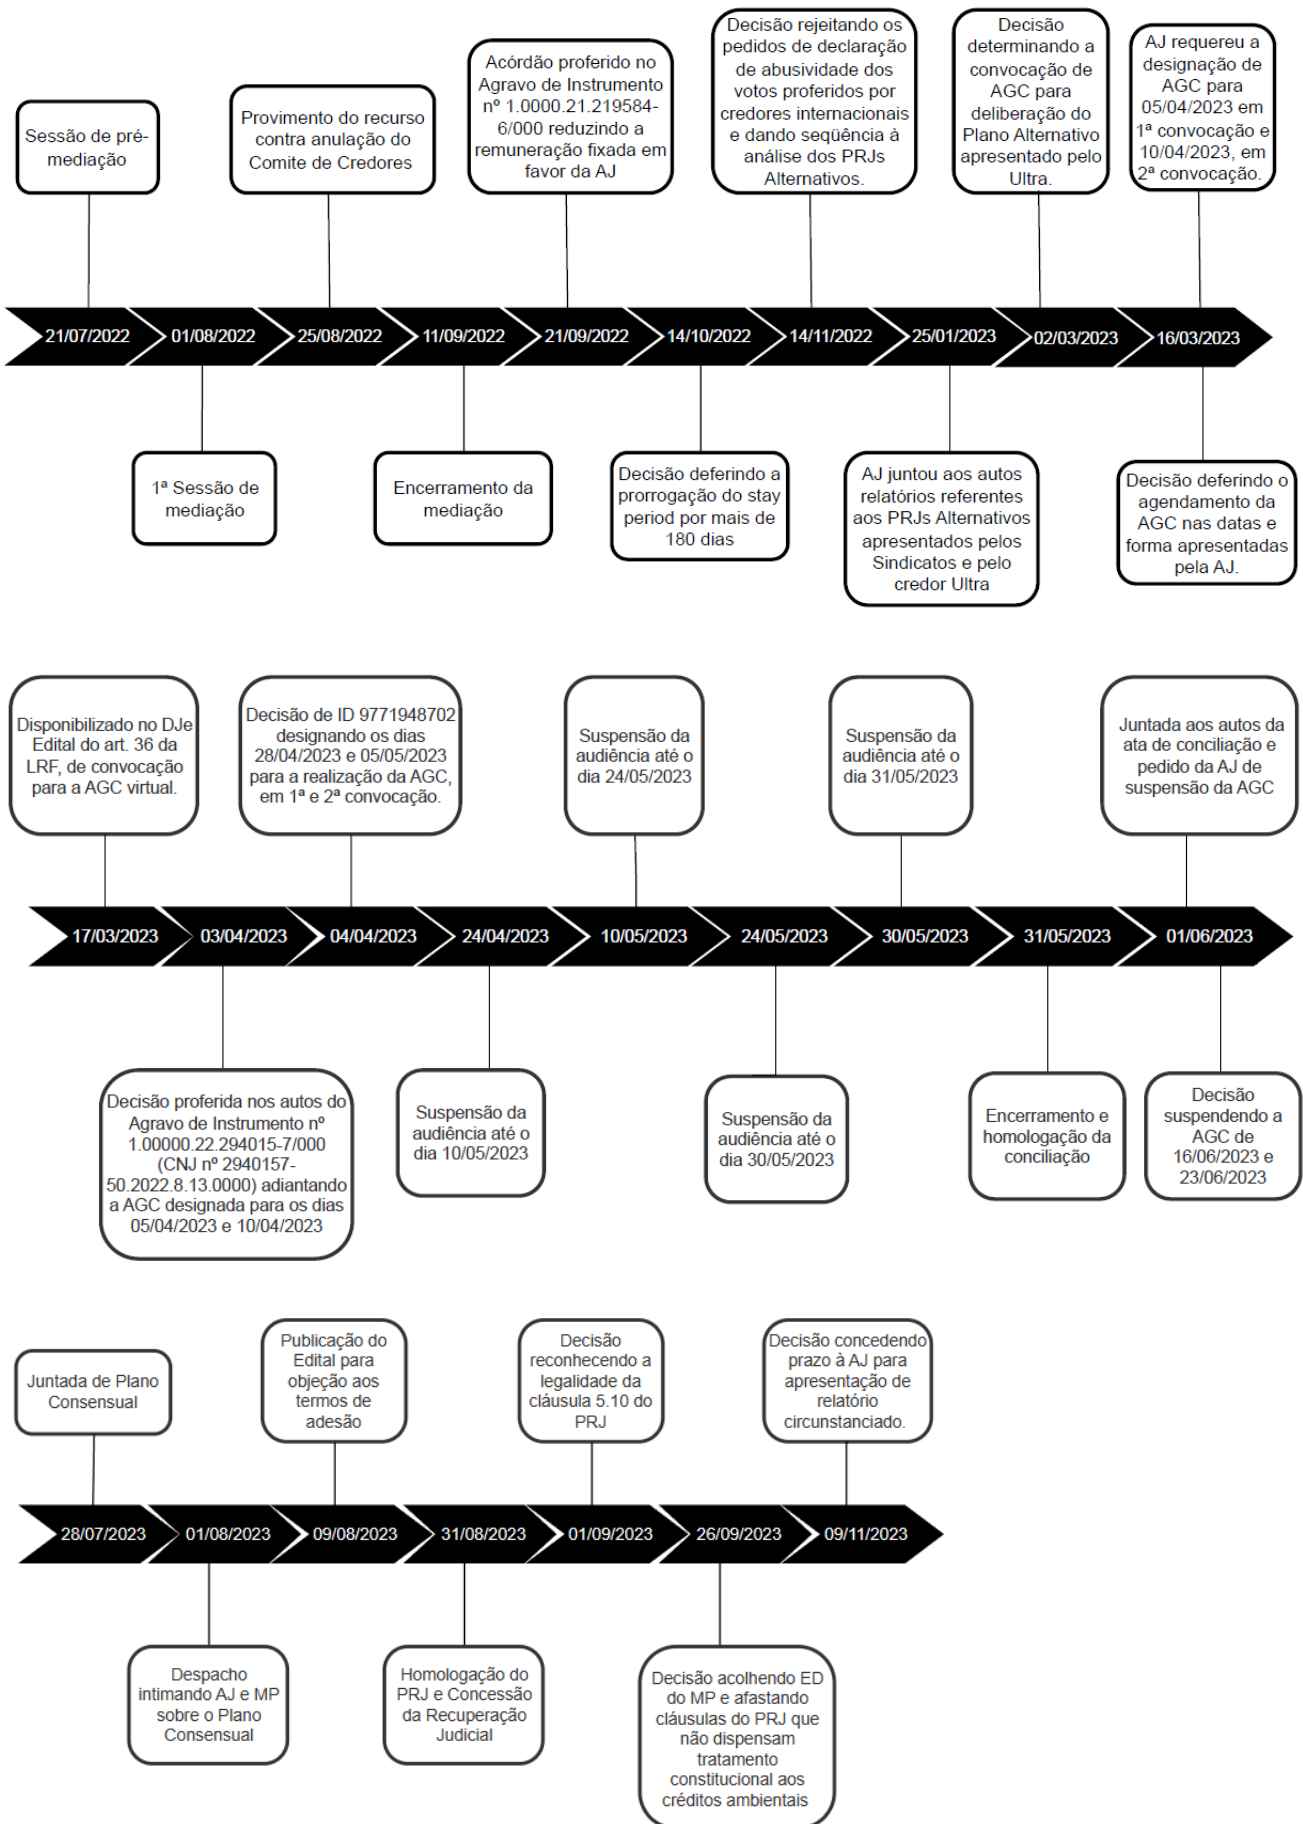 Sessão de pré-
mediação
Provimento do recurso
contra anulação do
Comite de Credores
Acórdão proferido no
Agravo de Instrumento
nº 1.0000.21.219584-
6/000 reduzindo a
remuneração fixada em
favor da AJ
Decisão rejeitando os
pedidos de declaração
de abusividade dos
votos proferidos por
credores internacionais
e dando seqüência à
análise dos PRJs
Alternativos.
Decisão
determinando a
convocação de
AGC para
deliberação do
Plano Alternativo
apresentado pelo
Ultra.
AJ requereu a
designação de
AGC para
05/04/2023 em
1ª convocação e
10/04/2023, em
2ª convocação.
21/07/2022
01/08/2022
25/08/2022
11/09/2022
21/09/2022
14/10/2022
14/11/2022
25/01/2023
02/03/2023
16/03/2023
1ª Sessão de
mediação
Encerramento da
mediação
Decisão deferindo a
prorrogação do stay
period por mais de
180 dias
AJ juntou aos autos
relatórios referentes
aos PRJs Alternativos
apresentados pelos
Sindicatos e pelo
credor Ultra
Decisão deferindo o
agendamento da
AGC nas datas e
forma apresentadas
pela AJ.
Disponibilizado no DJe
Edital do art. 36 da
LRF, de convocação
para a AGC virtual.
Decisão de ID 9771948702
designando os dias
28/04/2023 e 05/05/2023
para a realização da AGC,
em 1ª e 2ª convocação.
Suspensão da
audiência até o
dia 24/05/2023
Suspensão da
audiência até o
dia 31/05/2023
Juntada aos autos da
ata de conciliação e
pedido da AJ de
suspensão da AGC
17/03/2023
03/04/2023
04/04/2023
24/04/2023
10/05/2023
24/05/2023
30/05/2023
31/05/2023
01/06/2023
Decisão proferida nos autos do
Agravo de Instrumento nº
1.00000.22.294015-7/000
(CNJ nº 2940157-
50.2022.8.13.0000) adiantando
a AGC designada para os dias
05/04/2023 e 10/04/2023
Suspensão da
audiência até o
dia 10/05/2023
Suspensão da
audiência até o
dia 30/05/2023
Encerramento e
homologação da
conciliação
Decisão
suspendendo a
AGC de
16/06/2023 e
23/06/2023
Juntada de Plano
Consensual
Publicação do
Edital para
objeção aos
termos de
adesão
Decisão
reconhecendo a
legalidade da
cláusula 5.10 do
PRJ
Decisão concedendo
prazo à AJ para
apresentação de
relatório
circunstanciado.
28/07/2023
01/08/2023
09/08/2023
31/08/2023
01/09/2023
26/09/2023
09/11/2023
Despacho
intimando AJ e MP
sobre o Plano
Consensual
Homologação do
PRJ e Concessão
da Recuperação
Judicial
Decisão acolhendo ED
do MP e afastando
cláusulas do PRJ que
não dispensam
tratamento
constitucional aos
créditos ambientais